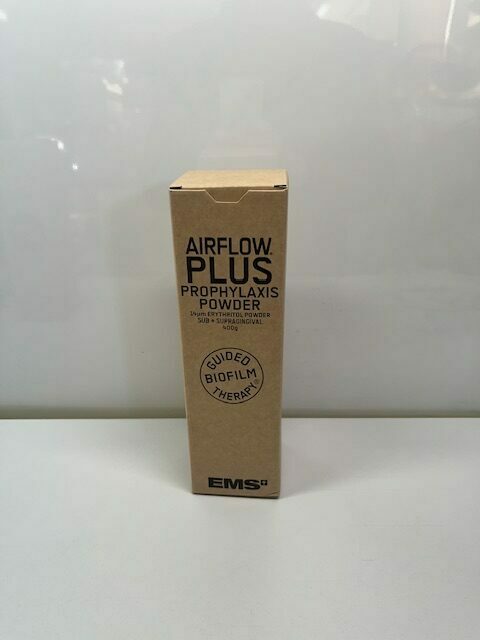 AIRFLOW®
PLUS
PROPHYLAXIS
POWDER
14µm ERYTHRITOL POWDER
SUB + SUPRAGINGIVAL
400g
GUIDED
BIOFILM
THERAPY®
EMS+